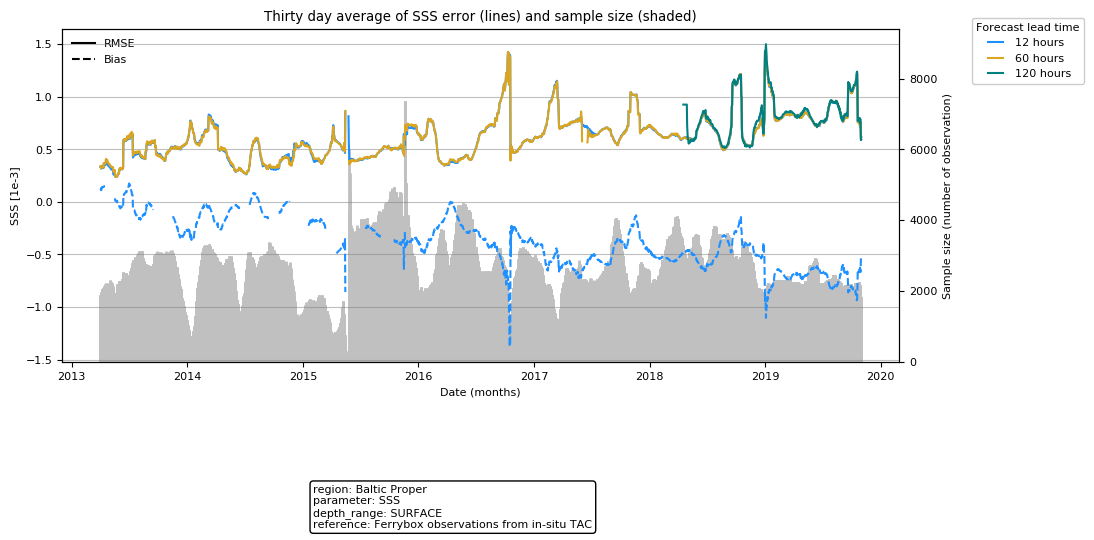 Thirty day average of SSS error (lines) and sample size (shaded)
Forecast lead time
12 hours
60 hours
120 hours
RMSE
Bias
1.5
1.0
0.5
0.0
−0.5
−1.0
−1.5
SSS [1e-3]
8000
6000
4000
2000
0
Sample size (number of observation)
2013 2014 2015 2016 2017 2018 2019 2020
Date (months)
region: Baltic Proper
parameter: SSS
depth_range: SURFACE
reference: Ferrybox observations from in-situ TAC